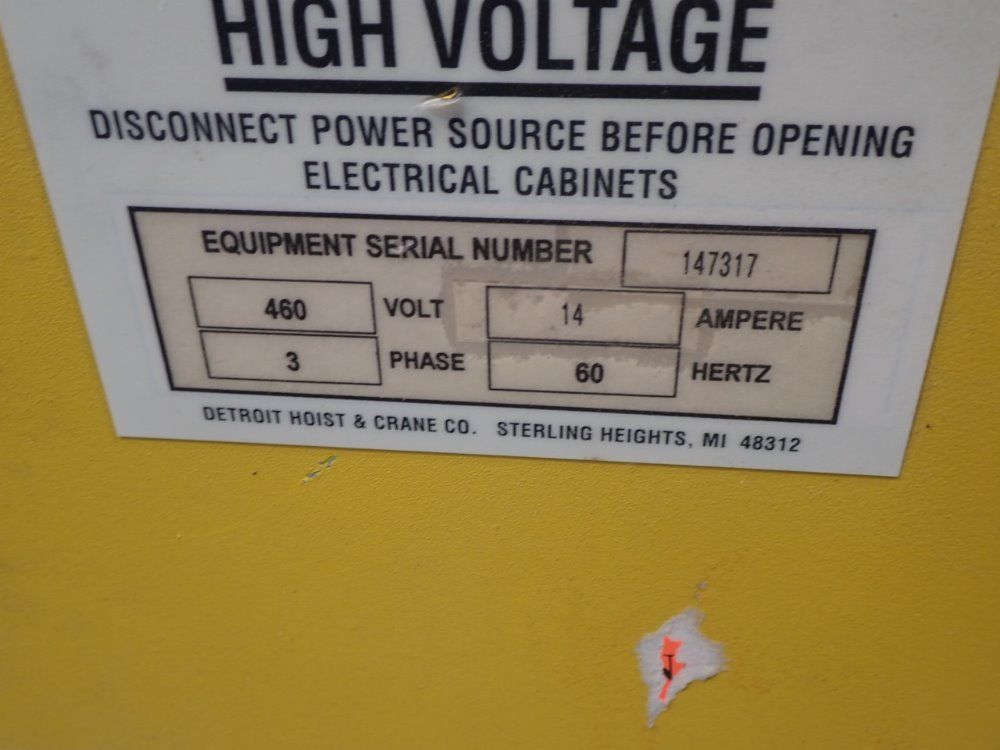 HIGH VOLTAGE
DISCONNECT POWER SOURCE BEFORE OPENING
ELECTRICAL CABINETS
EQUIPMENT SERIAL NUMBER 147317
460 VOLT 14 AMPERE
3 PHASE 60 HERTZ
DETROIT HOIST & CRANE CO. STERLING HEIGHTS, MI 48312